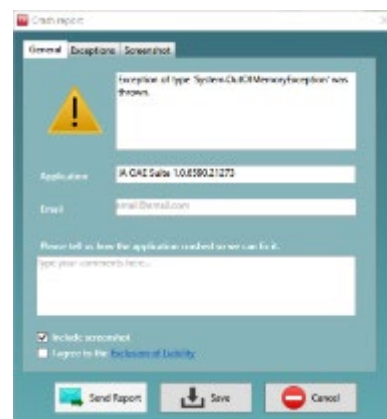 Crash report
General Exceptions Screenshot
Exception of type 'System.OutOfMemoryException' was
thrown.
Application
IA QAE Suite 1.0.6590.21273
Email
email@email.com
Please tell us how the application crashed so we can fix it.
Type your comments here...
Include screenshot
I agree to the Exclusion of Liability
Send Report Save Cancel